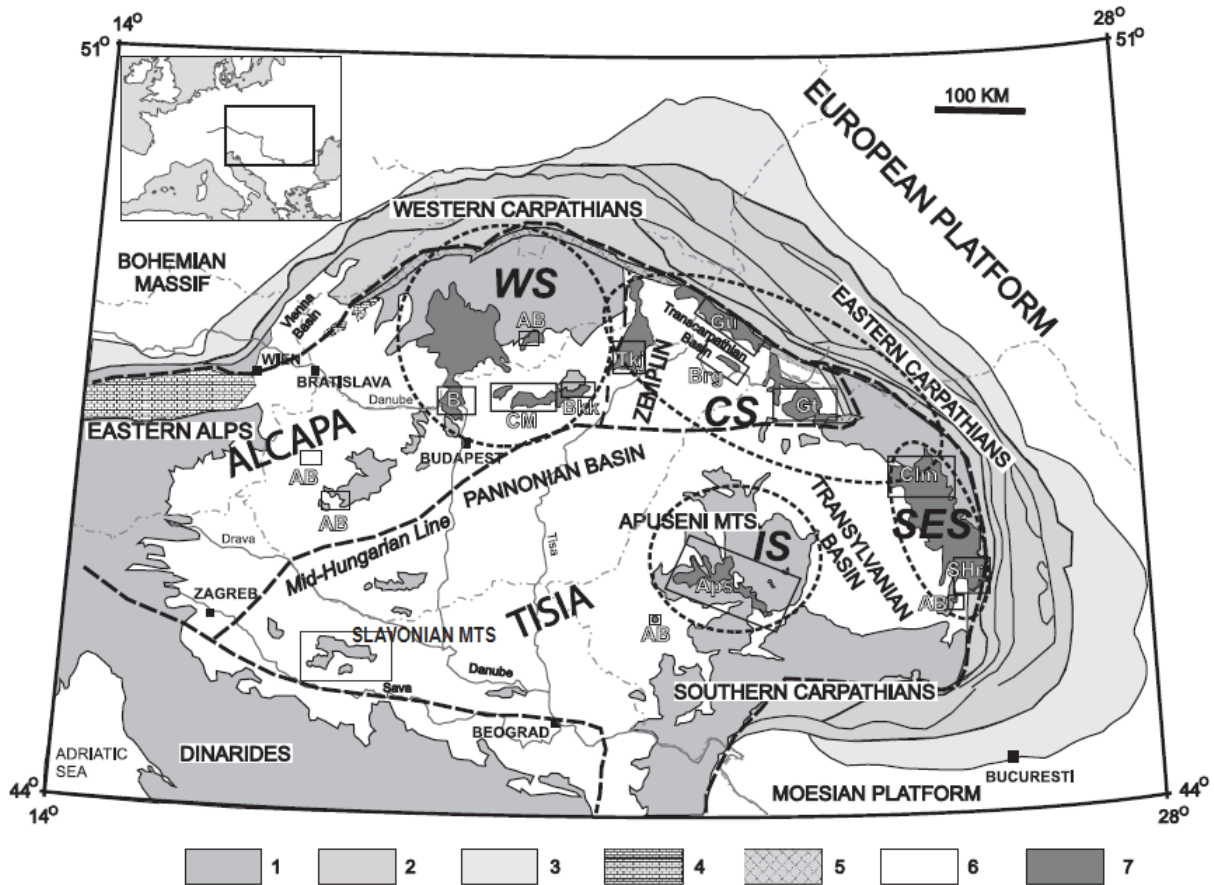 14°
28°
51°
51°
100 KM
EUROPEAN PLATFORM
WESTERN CARPATHIANS
BOHEMIAN
MASSIF
Vienna
Basin
WS
AB
EASTERN CARPATHIANS
Transcarpathian
Basin
WIEN
BRATISLAVA
Danube
Tkj
ZEMPLIN
Brg
CS
Gt
B
CM
Bkk
EASTERN ALPS
ALCAPA
BUDAPEST
PANNONIAN BASIN
AB
AB
Clm
SES
TRANSYLVANIAN
BASIN
APUSENI MTS.
IS
Drava
Mid-Hungarian Line
Tisa
Aps
SHr
ZAGREB
TISIA
AB
SLAVONIAN MTS
Danube
Sava
SOUTHERN CARPATHIANS
BEOGRAD
DINARIDES
ADRIATIC
SEA
BUCURESTI
MOESIAN PLATFORM
44°
44°
14°
28°
1 2 3 4 5 6 7